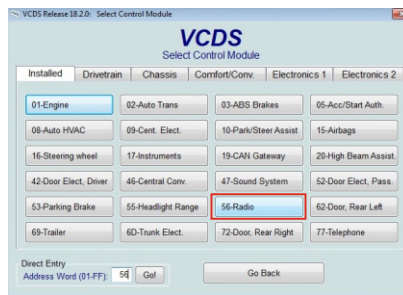 VCDS Release 18.2.0: Select Control Module
VCDS
Select Control Module
Installed Drivetrain Chassis Comfort/Conv. Electronics 1 Electronics 2
01-Engine 02-Auto Trans 03-ABS Brakes 05-Acc/Start Auth.
08-Auto HVAC 09-Cent. Elect. 10-Park/Steer Assist 15-Airbags
16-Steering wheel 17-Instruments 19-CAN Gateway 20-High Beam Assist.
42-Door Elect, Driver 46-Central Conv. 47-Sound System 52-Door Elect, Pass.
53-Parking Brake 55-Headlight Range 56-Radio 62-Door, Rear Left
69-Trailer 6D-Trunk Elect. 72-Door, Rear Right 77-Telephone
Direct Entry
Address Word (01-FF): 56 Go! Go Back